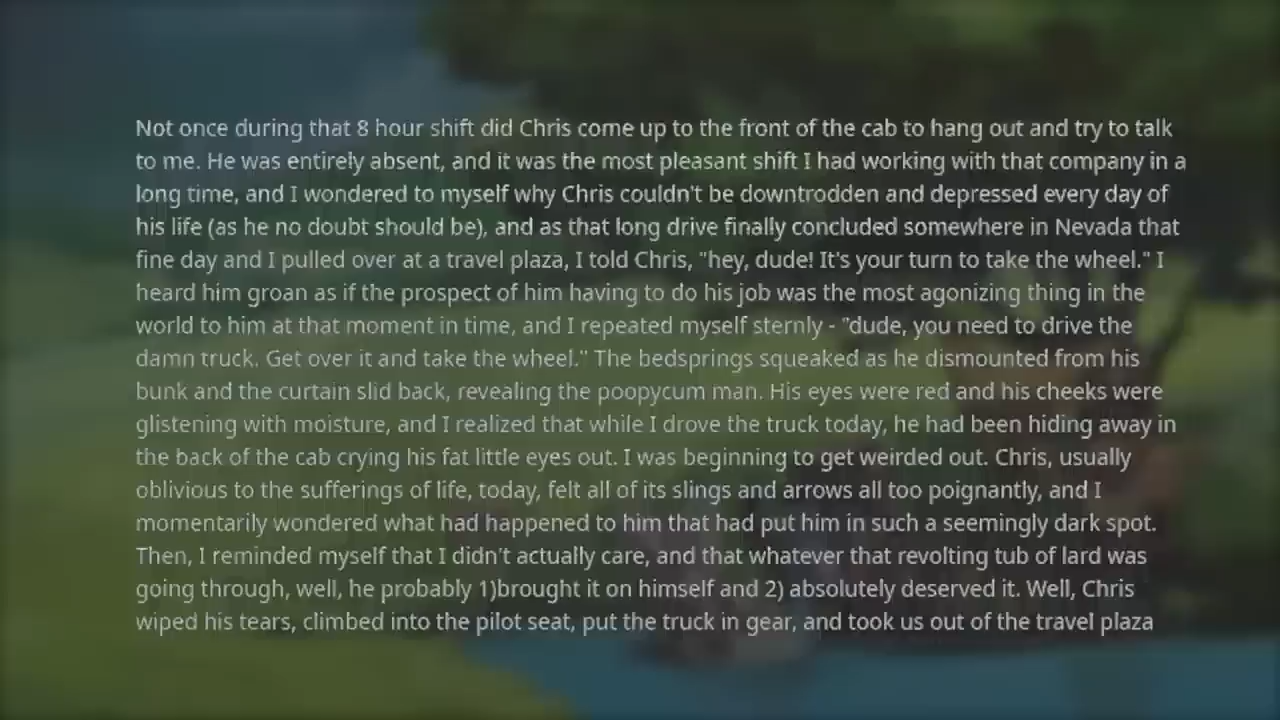 Not once during that 8 hour shift did Chris come up to the front of the cab to hang out and try to talk
to me. He was entirely absent, and it was the most pleasant shift I had working with that company in a
long time, and I wondered to myself why Chris couldn't be downtrodden and depressed every day of
his life (as he no doubt should be), and as that long drive finally concluded somewhere in Nevada that
fine day and I pulled over at a travel plaza, I told Chris, "hey, dude! It's your turn to take the wheel." I
heard him groan as if the prospect of him having to do his job was the most agonizing thing in the
world to him at that moment in time, and I repeated myself sternly - "dude, you need to drive the
damn truck. Get over it and take the wheel." The bedsprings squeaked as he dismounted from his
bunk and the curtain slid back, revealing the poopycum man. His eyes were red and his cheeks were
glistening with moisture, and I realized that while I drove the truck today, he had been hiding away in
the back of the cab crying his fat little eyes out. I was beginning to get weirded out. Chris, usually
oblivious to the sufferings of life, today, felt all of its slings and arrows all too poignantly, and I
momentarily wondered what had happened to him that had put him in such a seemingly dark spot.
Then, I reminded myself that I didn't actually care, and that whatever that revolting tub of lard was
going through, well, he probably 1)brought it on himself and 2) absolutely deserved it. Well, Chris
wiped his tears, climbed into the pilot seat, put the truck in gear, and took us out of the travel plaza